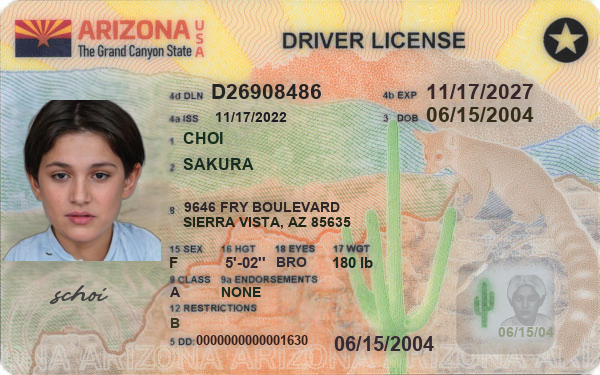 ARIZONA USA
The Grand Canyon State
DRIVER LICENSE
4d DLN D26908486 4b EXP 11/17/2027
4a ISS 11/17/2022 3 DOB 06/15/2004
1 CHOI
2 SAKURA
8 9646 FRY BOULEVARD
SIERRA VISTA, AZ 85635
15 SEX 16 HGT 18 EYES 17 WGT
F 5'-02" BRO 180 lb
9 CLASS 9a ENDORSEMENTS
A NONE
12 RESTRICTIONS
B
schoi
06/15/04
5 DD: 0000000000001630 06/15/2004
ARIZONA ARIZONA ARIZONA ARIZONA